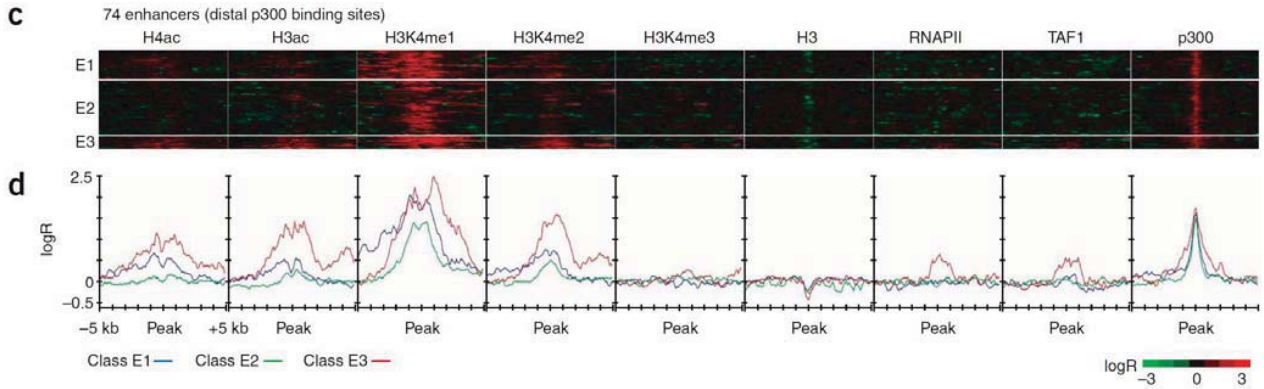 c
74 enhancers (distal p300 binding sites)
H4ac H3ac H3K4me1 H3K4me2 H3K4me3 H3 RNAPII TAF1 p300
E1
E2
E3
d
2.5
logR
0
−0.5
−5 kb Peak +5 kb Peak Peak Peak Peak Peak Peak Peak Peak
Class E1 Class E2 Class E3
logR
−3 0 3